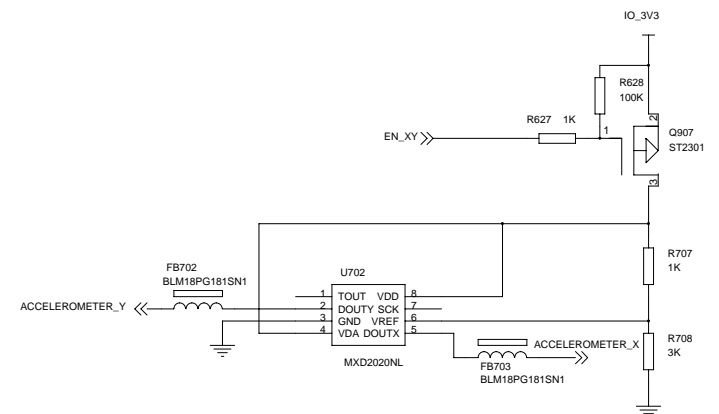 IO_3V3
R628
100K
R627 1K
EN_XY
1
2
Q907
ST2301
3
FB702
BLM18PG181SN1
U702
R707
1K
ACCELEROMETER_Y
1 TOUT VDD 8
2 DOUTY SCK 7
3 GND VREF 6
4 VDA DOUTX 5
MXD2020NL
ACCELEROMETER_X
FB703
BLM18PG181SN1
R708
3K